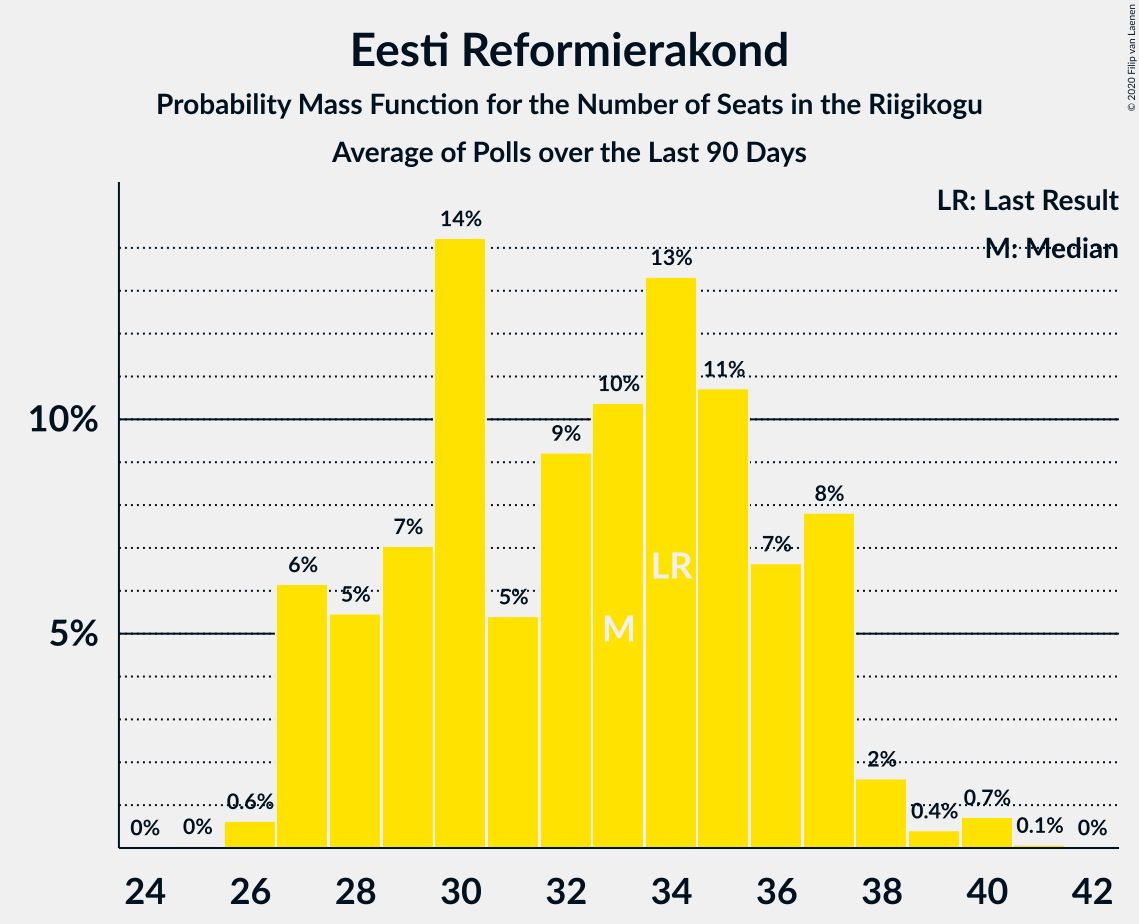 Eesti Reformierakond
Probability Mass Function for the Number of Seats in the Riigikogu
Average of Polls over the Last 90 Days
© 2020 Filip van Laenen
LR: Last Result
M: Median
14%
13%
11%
10%
10%
9%
8%
7%
7%
6%
5%
5%
LR
M
5%
2%
0.6%
0.4%
0.7%
0.1%
0%
0%
0%
24 26 28 30 32 34 36 38 40 42